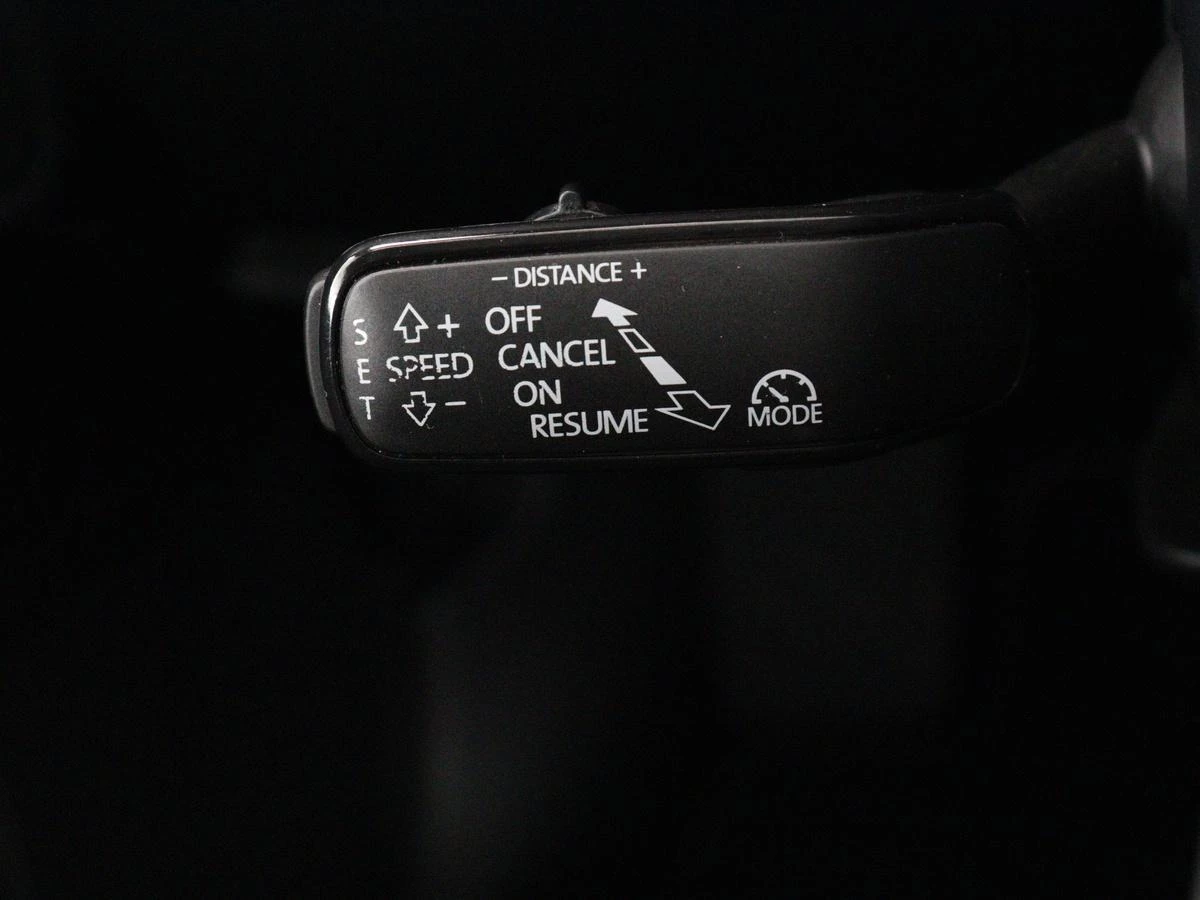 − DISTANCE +
S E T
+
SPEED
−
OFF
CANCEL
ON
RESUME
MODE